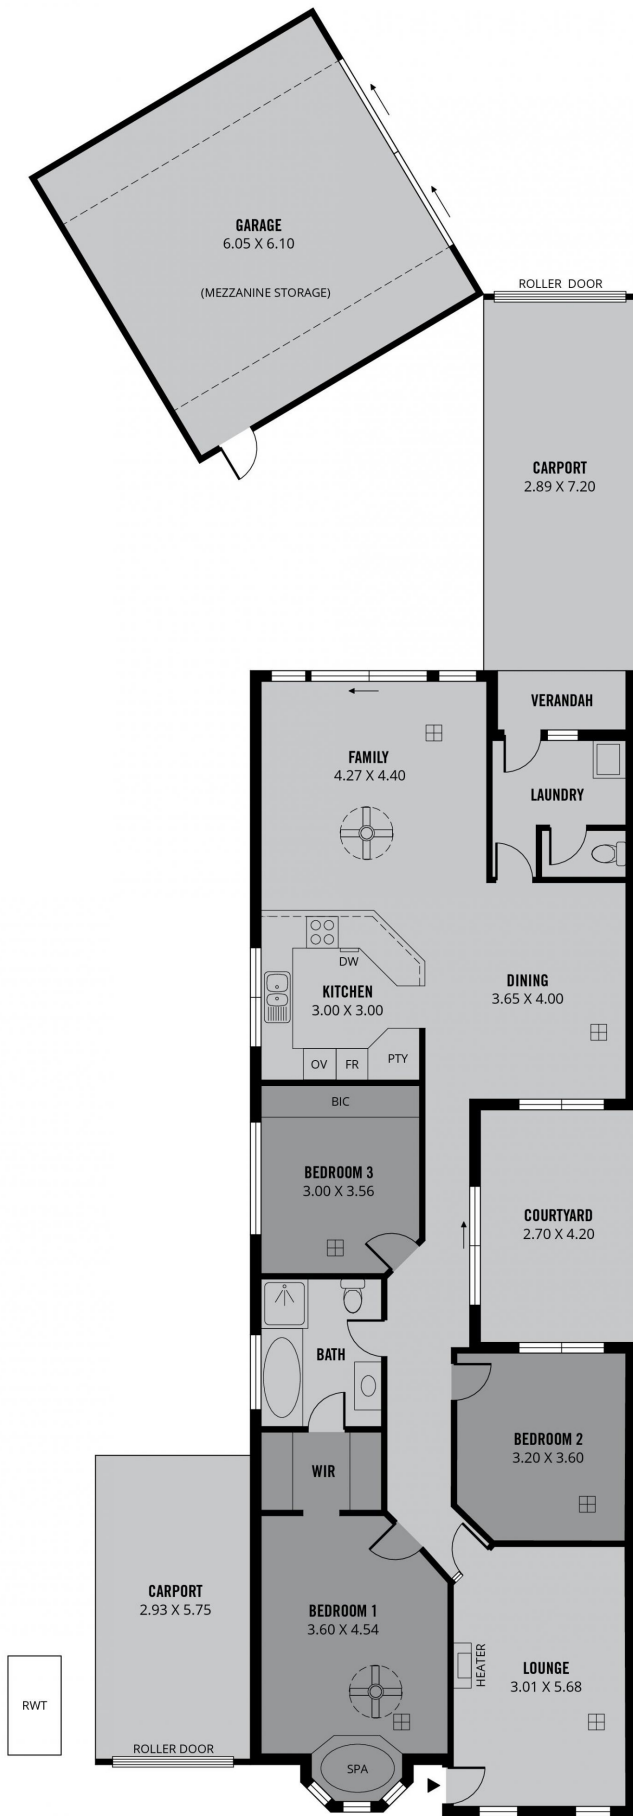 GARAGE
6.05 X 6.10
(MEZZANINE STORAGE)
ROLLER DOOR
CARPORT
2.89 X 7.20
VERANDAH
FAMILY
4.27 X 4.40
LAUNDRY
DW
KITCHEN
3.00 X 3.00
DINING
3.65 X 4.00
OV
FR
PTY
BIC
BEDROOM 3
3.00 X 3.56
COURTYARD
2.70 X 4.20
BATH
BEDROOM 2
3.20 X 3.60
WIR
CARPORT
2.93 X 5.75
BEDROOM 1
3.60 X 4.54
HEATER
LOUNGE
3.01 X 5.68
RWT
ROLLER DOOR
SPA